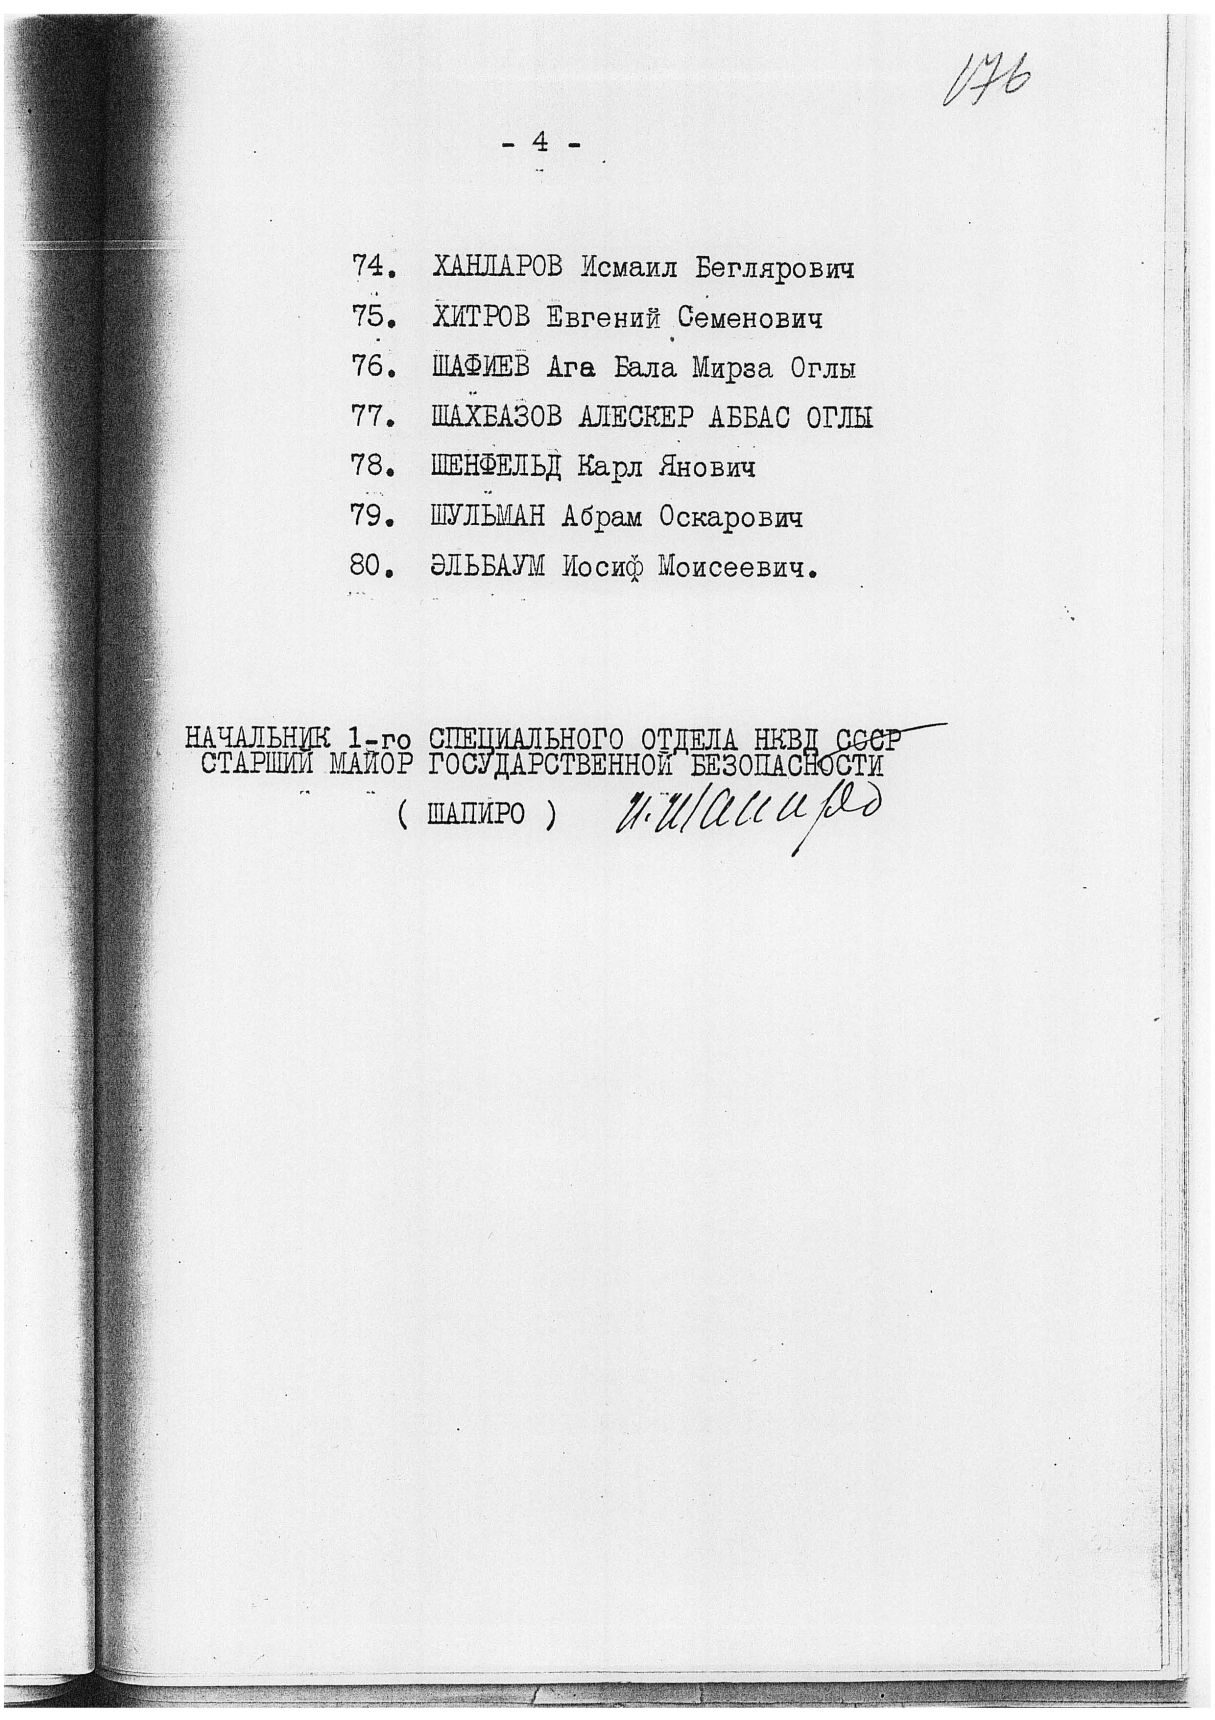 176
- 4 -
74. ХАНЛАРОВ Исмаил Беглярович
75. ХИТРОВ Евгений Семенович
76. ШАФИЕВ Ага Бала Мирза Оглы
77. ШАХБАЗОВ АЛЕСКЕР АББАС ОГЛЫ
78. ШЕНФЕЛЬД Карл Янович
79. ШУЛЬМАН Абрам Оскарович
80. ЭЛЬБАУМ Иосиф Моисеевич.
НАЧАЛЬНИК 1-го СПЕЦИАЛЬНОГО ОТДЕЛА НКВД СССР
СТАРШИЙ МАЙОР ГОСУДАРСТВЕННОЙ БЕЗОПАСНОСТИ
( ШАПИРО ) И. Шапиро